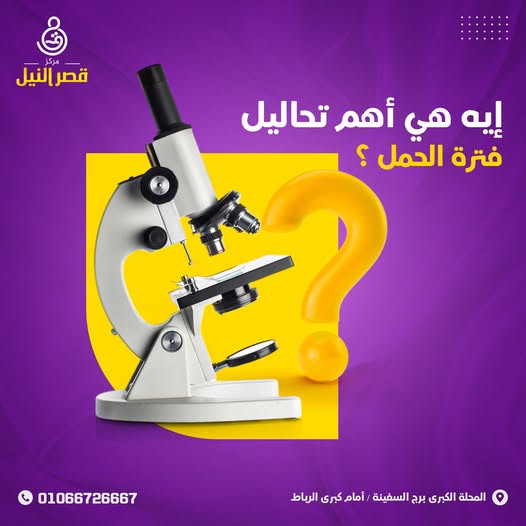 مركز
قصر النيل
إيه هي أهم تحاليل
فترة الحمل ؟
01066726667
المحلة الكبرى برج السفينة / أمام كبرى الرباط